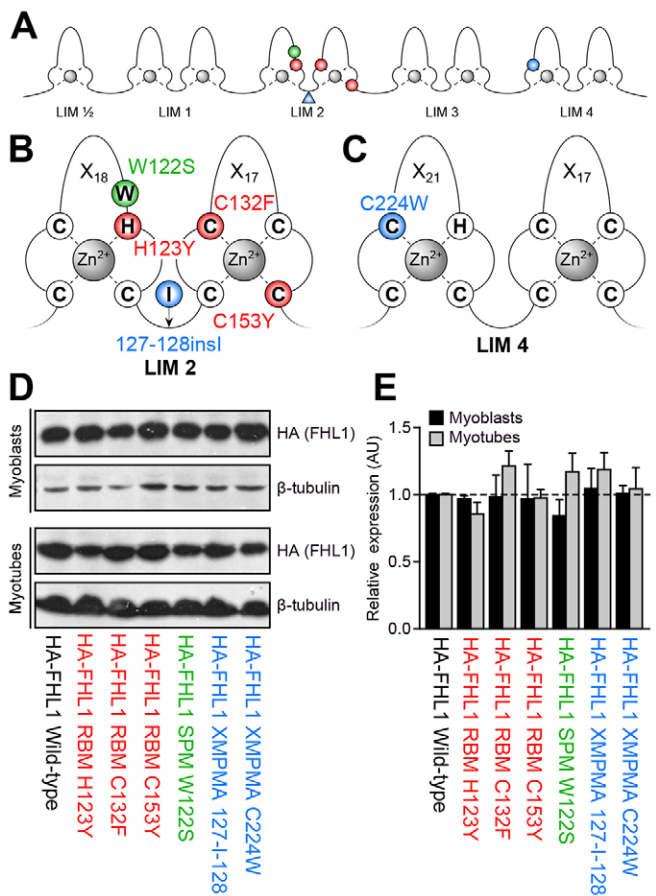 A
LIM ½ LIM 1 LIM 2 LIM 3 LIM 4
B
C
X18 W122S X17
X21 X17
W
C132F
C224W
C H C C
C H C C
H123Y
Zn2+ Zn2+
Zn2+ Zn2+
C C I C C
C C C C
C153Y
127-128insI
LIM 2
LIM 4
D
Myoblasts
HA (FHL1)
β-tubulin
Myotubes
HA (FHL1)
β-tubulin
HA-FHL1 Wild-type
HA-FHL1 RBM H123Y
HA-FHL1 RBM C132F
HA-FHL1 RBM C153Y
HA-FHL1 SPM W122S
HA-FHL1 XMPMA 127-I-128
HA-FHL1 XMPMA C224W
E
Relative expression (AU)
1.5
1.0
0.5
0.0
Myoblasts
Myotubes
HA-FHL1 Wild-type
HA-FHL1 RBM H123Y
HA-FHL1 RBM C132F
HA-FHL1 RBM C153Y
HA-FHL1 SPM W122S
HA-FHL1 XMPMA 127-I-128
HA-FHL1 XMPMA C224W